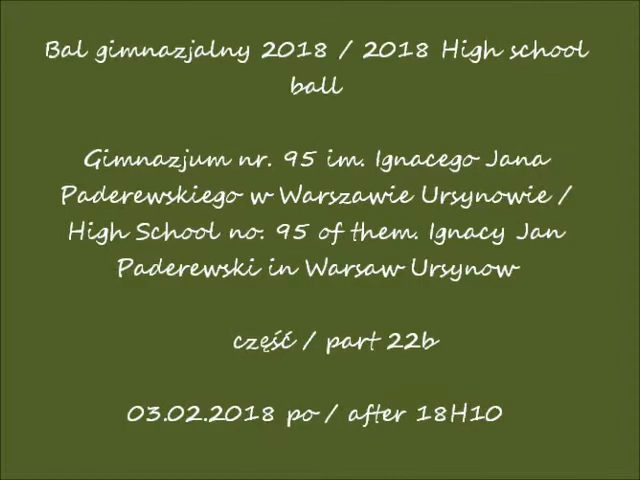 Bal gimnazjalny 2018 / 2018 High school
ball
Gimnazjum nr. 95 im. Ignacego Jana
Paderewskiego w Warszawie Ursynowie /
High School no. 95 of them. Ignacy Jan
Paderewski in Warsaw Ursynow
część / part 22b
03.02.2018 po / after 18H10